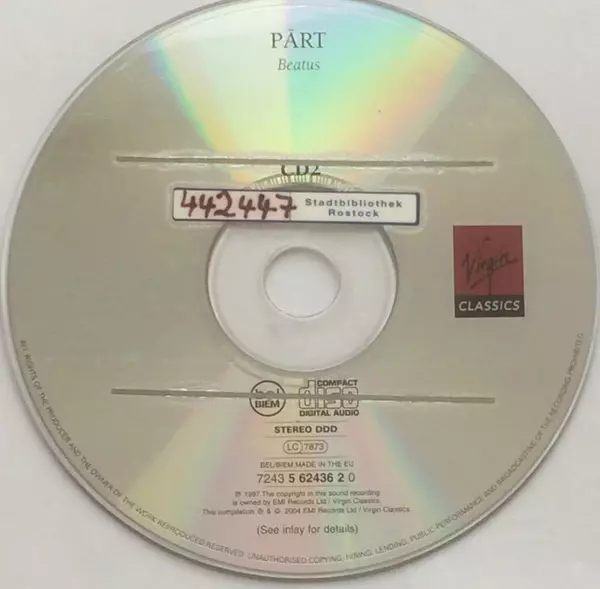 PÄRT
Beatus
CD2
442447
Stadtbibliothek
Rostock
Virgin
CLASSICS
bel
BIEM
COMPACT
disc
DIGITAL AUDIO
STEREO DDD
LC 7873
BEL/BIEM MADE IN THE EU
7243 5 62436 2 0
℗ 1997 The copyright in this sound recording
is owned by EMI Records Ltd / Virgin Classics.
This compilation ℗ & © 2004 EMI Records Ltd / Virgin Classics
(See inlay for details)
ALL RIGHTS OF THE PRODUCER AND THE OWNER OF THE WORK REPRODUCED RESERVED. UNAUTHORISED COPYING, HIRING, LENDING, PUBLIC PERFORMANCE AND BROADCASTING OF THE RECORDING PROHIBITED.